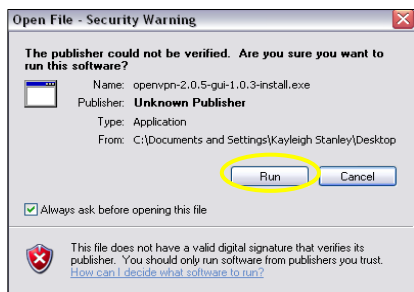 Open File - Security Warning
The publisher could not be verified. Are you sure you want to
run this software?
Name: openvpn-2.0.5-gui-1.0.3-install.exe
Publisher: Unknown Publisher
Type: Application
From: C:\Documents and Settings\Kayleigh Stanley\Desktop
Run Cancel
Always ask before opening this file
This file does not have a valid digital signature that verifies its
publisher. You should only run software from publishers you trust.
How can I decide what software to run?